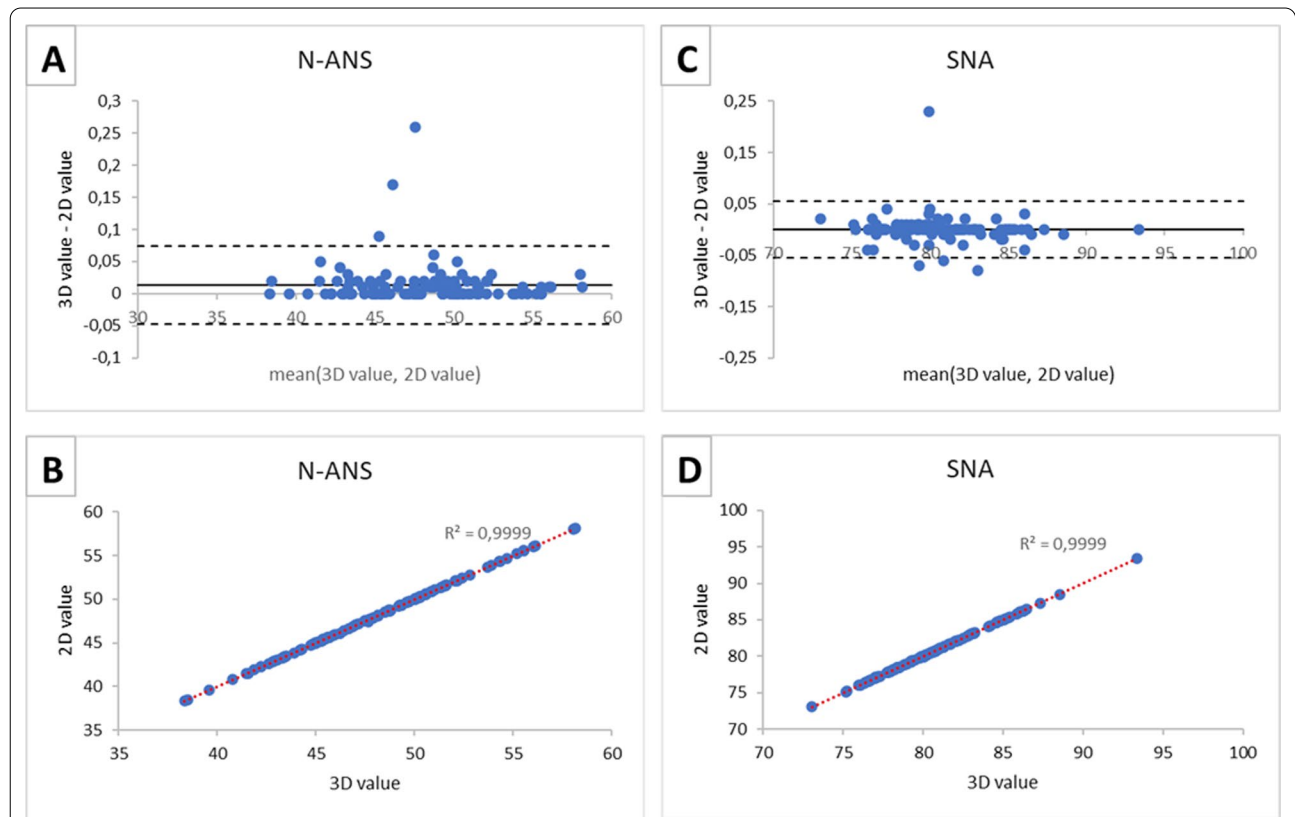 A
N-ANS
3D value - 2D value
0,3
0,25
0,2
0,15
0,1
0,05
0
-0,05
-0,1
30 35 40 45 50 55 60
mean(3D value, 2D value)
C
SNA
3D value - 2D value
0,25
0,15
0,05
-0,05
-0,15
-0,25
70 75 80 85 90 95 100
mean(3D value, 2D value)
B
N-ANS
2D value
60
55
50
45
40
35
R² = 0,9999
35 40 45 50 55 60
3D value
D
SNA
2D value
100
95
90
85
80
75
70
R² = 0,9999
70 75 80 85 90 95 100
3D value